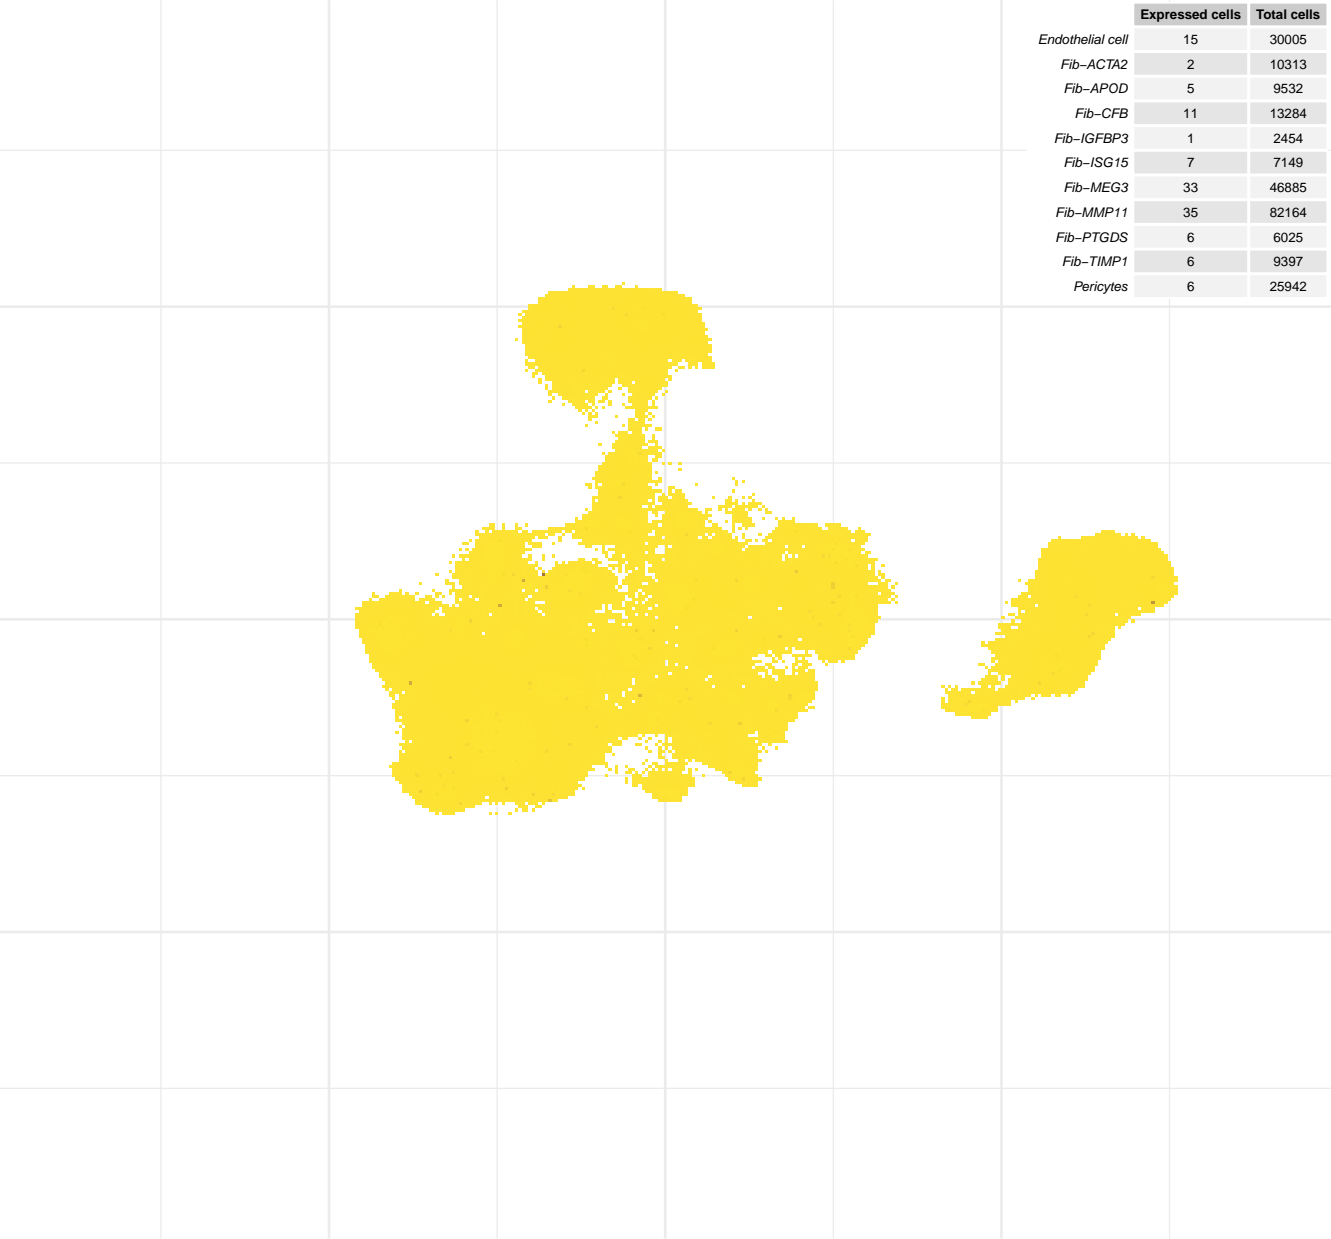 Expressed cells Total cells
Endothelial cell 15 30005
Fib−ACTA2 2 10313
Fib−APOD 5 9532
Fib−CFB 11 13284
Fib−IGFBP3 1 2454
Fib−ISG15 7 7149
Fib−MEG3 33 46885
Fib−MMP11 35 82164
Fib−PTGDS 6 6025
Fib−TIMP1 6 9397
Pericytes 6 25942